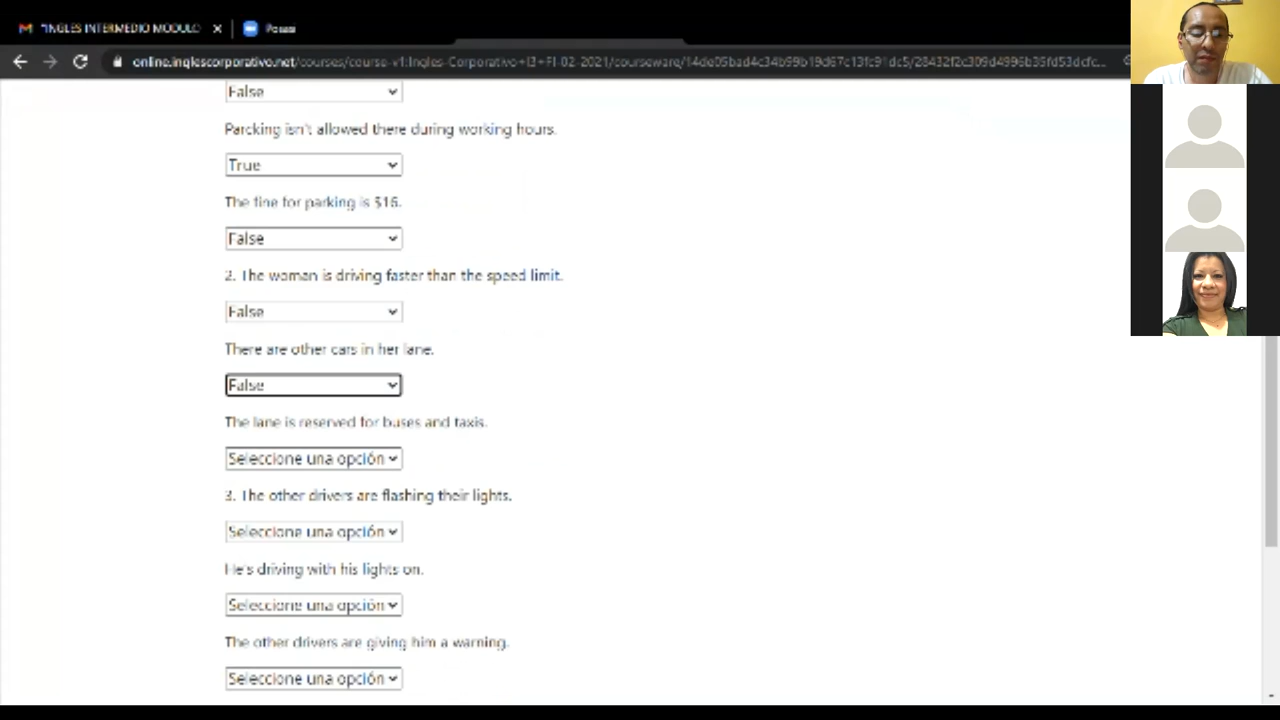 "INGLES INTERMEDIO MODULO
Posasi
online.inglescorporativo.net/courses/course-v1:Ingles-Corporativo+I3+FI-02-2021/courseware/14de05bad4c34b99b19d67c13fc91dc5/28432f2c309d4996b35fd53dcfc...
False
Parcking isn't allowed there during working hours.
True
The fine for parking is $16.
False
2. The woman is driving faster than the speed limit.
False
There are other cars in her lane.
False
The lane is reserved for buses and taxis.
Seleccione una opción
3. The other drivers are flashing their lights.
Seleccione una opción
He's driving with his lights on.
Seleccione una opción
The other drivers are giving him a warning.
Seleccione una opción